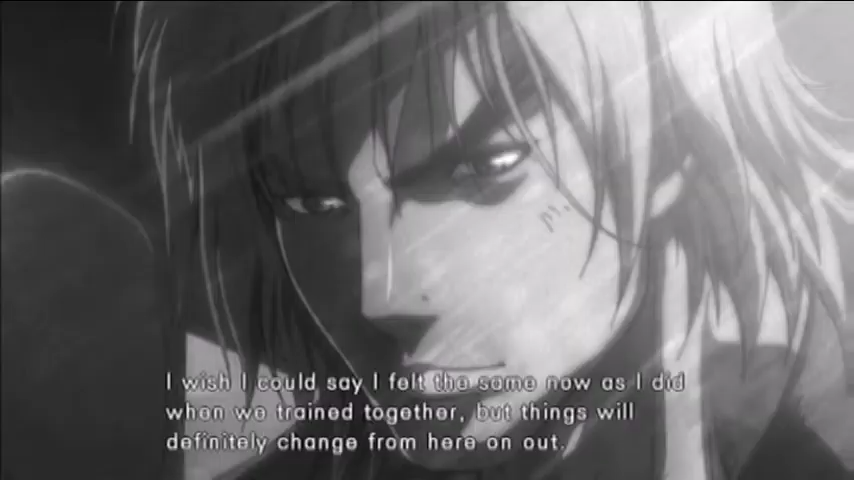 I wish I could say I felt the same now as I did
when we trained together, but things will
definitely change from here on out.